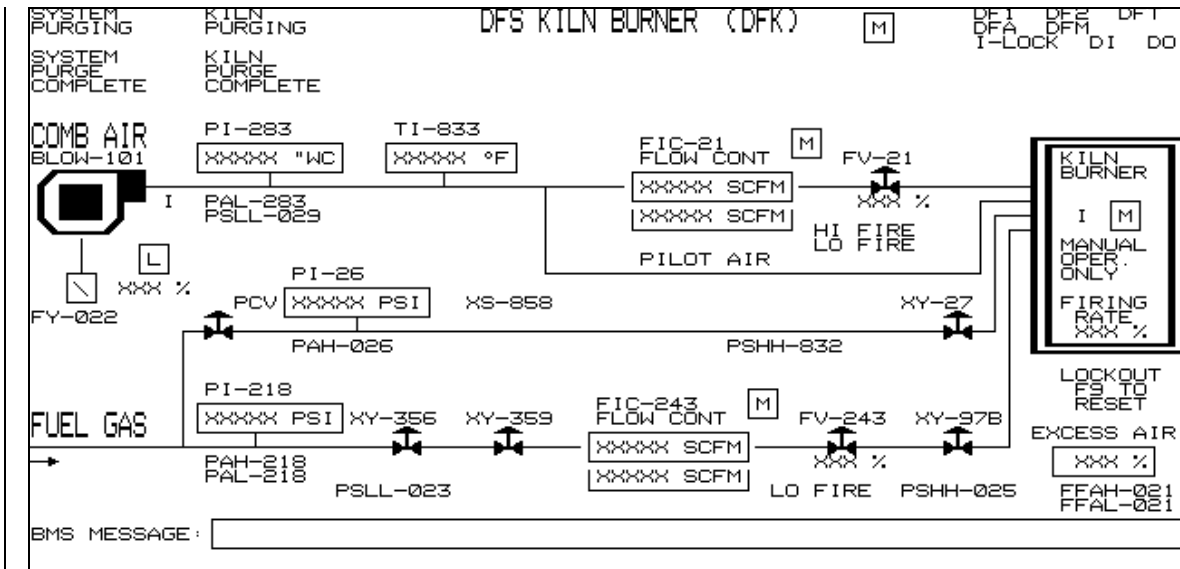 SYSTEM PURGING
KILN PURGING
DFS KILN BURNER (DFK)
M
DF1 DF2 DFT
DFA DFM
I-LOCK DI DO
SYSTEM PURGE COMPLETE
KILN PURGE COMPLETE
COMB AIR
BLOW-101
PI-283
XXXXX "WC
PAL-283
PSLL-029
I
TI-833
XXXXX °F
FIC-21
FLOW CONT
M
XXXXX SCFM
XXXXX SCFM
FV-21
XXX %
HI FIRE
LO FIRE
PILOT AIR
KILN BURNER
I M
MANUAL OPER. ONLY
FIRING RATE
XXX %
L
XXX %
FY-022
PCV
PI-26
XXXXX PSI
PAH-026
XS-858
XY-27
PSHH-832
FUEL GAS
PI-218
XXXXX PSI
PAH-218
PAL-218
XY-356
XY-359
PSLL-023
FIC-243
FLOW CONT
M
XXXXX SCFM
XXXXX SCFM
FV-243
XXX %
LO FIRE
XY-97B
PSHH-025
LOCKOUT
F9 TO
RESET
EXCESS AIR
XXX %
FFAH-021
FFAL-021
BMS MESSAGE: